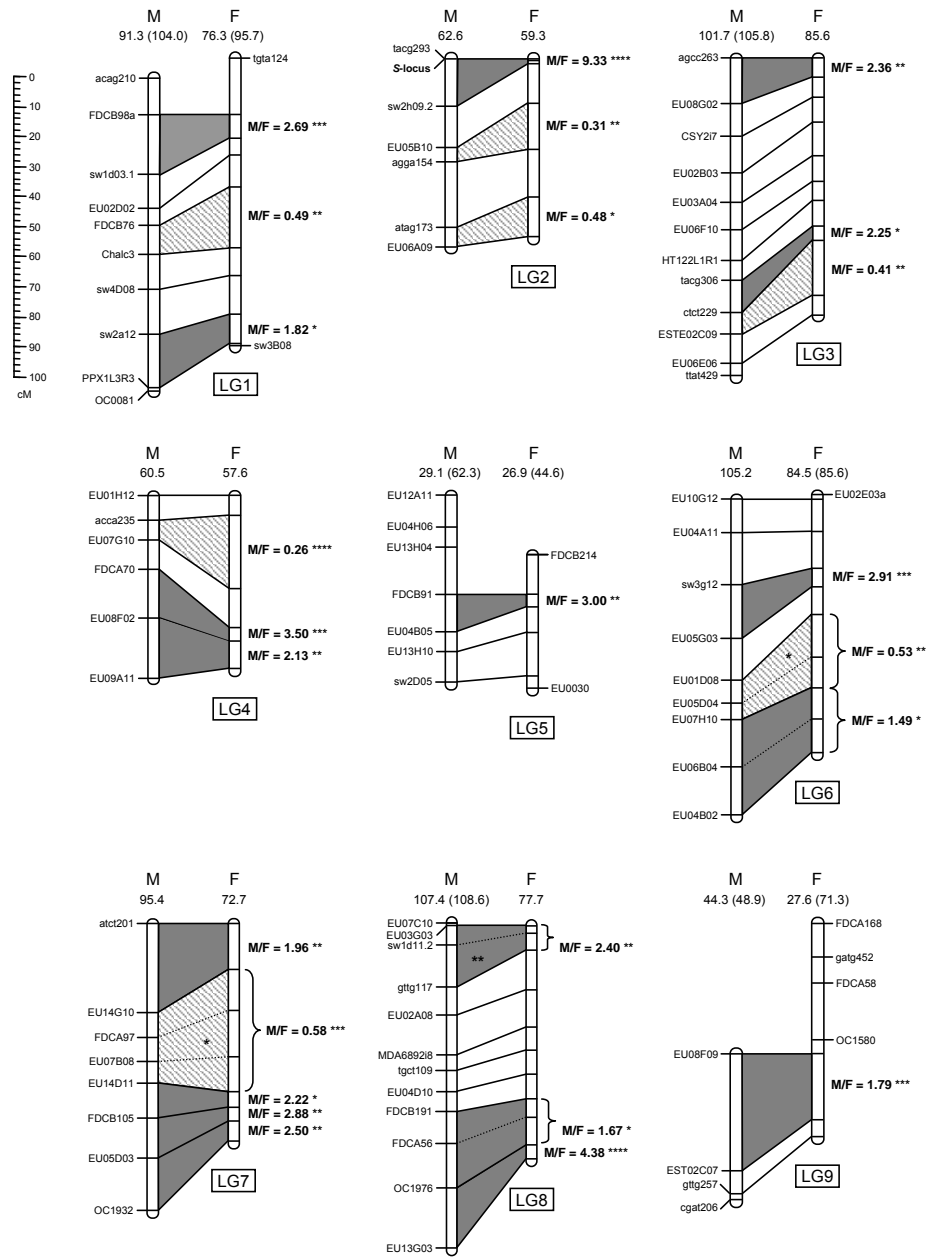 M F
91.3 (104.0) 76.3 (95.7)
tgta124
acag210
FDCB98a
M/F = 2.69 ***
sw1d03.1
EU02D02
FDCB76
M/F = 0.49 **
Chalc3
sw4D08
sw2a12
M/F = 1.82 *
sw3B08
PPX1L3R3
OC0081
LG1
0
10
20
30
40
50
60
70
80
90
100
cM
M F
62.6 59.3
tacg293
S-locus
M/F = 9.33 ****
sw2h09.2
M/F = 0.31 **
EU05B10
agga154
atag173
M/F = 0.48 *
EU06A09
LG2
M F
101.7 (105.8) 85.6
agcc263
M/F = 2.36 **
EU08G02
CSY2i7
EU02B03
EU03A04
EU06F10
M/F = 2.25 *
HT122L1R1
M/F = 0.41 **
tacg306
ctct229
ESTE02C09
EU06E06
ttat429
LG3
M F
60.5 57.6
EU01H12
acca235
EU07G10
M/F = 0.26 ****
FDCA70
EU08F02
M/F = 3.50 ***
M/F = 2.13 **
EU09A11
LG4
M F
29.1 (62.3) 26.9 (44.6)
EU12A11
EU04H06
EU13H04
FDCB214
FDCB91
M/F = 3.00 **
EU04B05
EU13H10
sw2D05
EU0030
LG5
M F
105.2 84.5 (85.6)
EU02E03a
EU10G12
EU04A11
sw3g12
M/F = 2.91 ***
EU05G03
M/F = 0.53 **
*
EU01D08
EU05D04
EU07H10
M/F = 1.49 *
EU06B04
EU04B02
LG6
M F
95.4 72.7
atct201
M/F = 1.96 **
EU14G10
FDCA97
M/F = 0.58 ***
*
EU07B08
EU14D11
M/F = 2.22 *
FDCB105
M/F = 2.88 **
M/F = 2.50 **
EU05D03
OC1932
LG7
M F
107.4 (108.6) 77.7
EU07C10
EU03G03
sw1d11.2
M/F = 2.40 **
**
gttg117
EU02A08
MDA6892i8
tgct109
EU04D10
FDCB191
M/F = 1.67 *
FDCA56
M/F = 4.38 ****
OC1976
EU13G03
LG8
M F
44.3 (48.9) 27.6 (71.3)
FDCA168
gatg452
FDCA58
OC1580
EU08F09
M/F = 1.79 ***
EST02C07
gttg257
cgat206
LG9